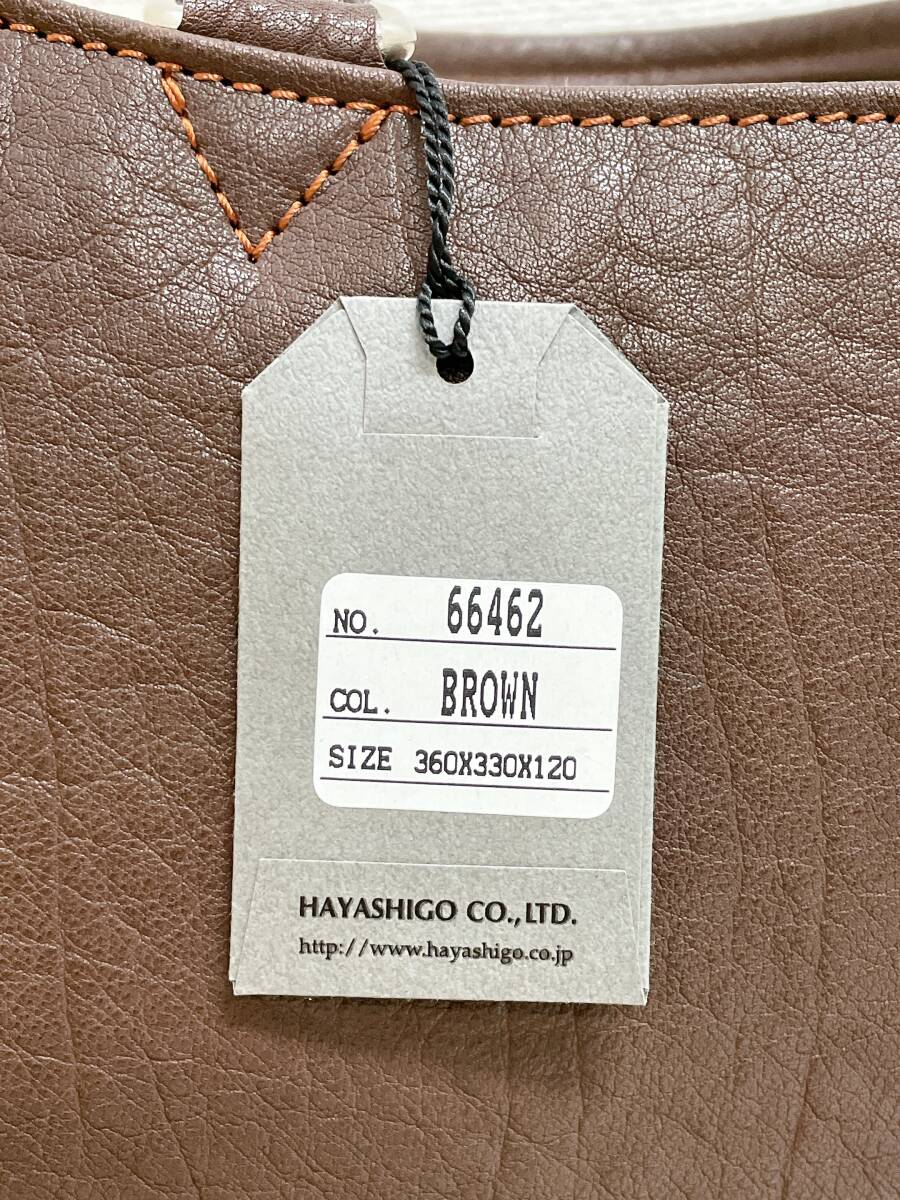 NO. 66462
COL. BROWN
SIZE 360X330X120
HAYASHIGO CO.,LTD.
http://www.hayashigo.co.jp